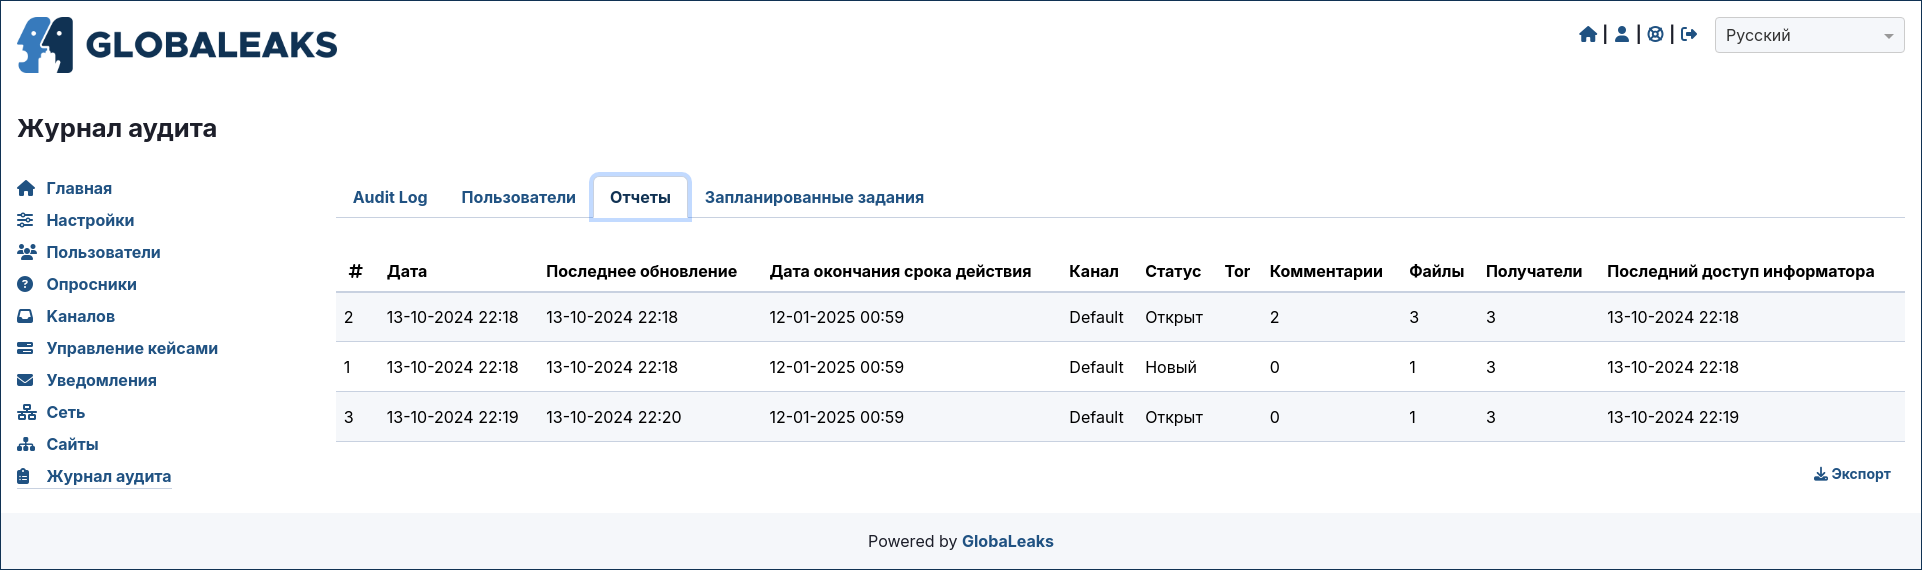 GLOBALEAKS
| | |
Русский
Журнал аудита
Главная
Настройки
Пользователи
Опросники
Каналов
Управление кейсами
Уведомления
Сеть
Сайты
Журнал аудита
Audit Log Пользователи Отчеты Запланированные задания
# Дата Последнее обновление Дата окончания срока действия Канал Статус Tor Комментарии Файлы Получатели Последний доступ информатора
2 13-10-2024 22:18 13-10-2024 22:18 12-01-2025 00:59 Default Открыт 2 3 3 13-10-2024 22:18
1 13-10-2024 22:18 13-10-2024 22:18 12-01-2025 00:59 Default Новый 0 1 3 13-10-2024 22:18
3 13-10-2024 22:19 13-10-2024 22:20 12-01-2025 00:59 Default Открыт 0 1 3 13-10-2024 22:19
Экспорт
Powered by GlobaLeaks